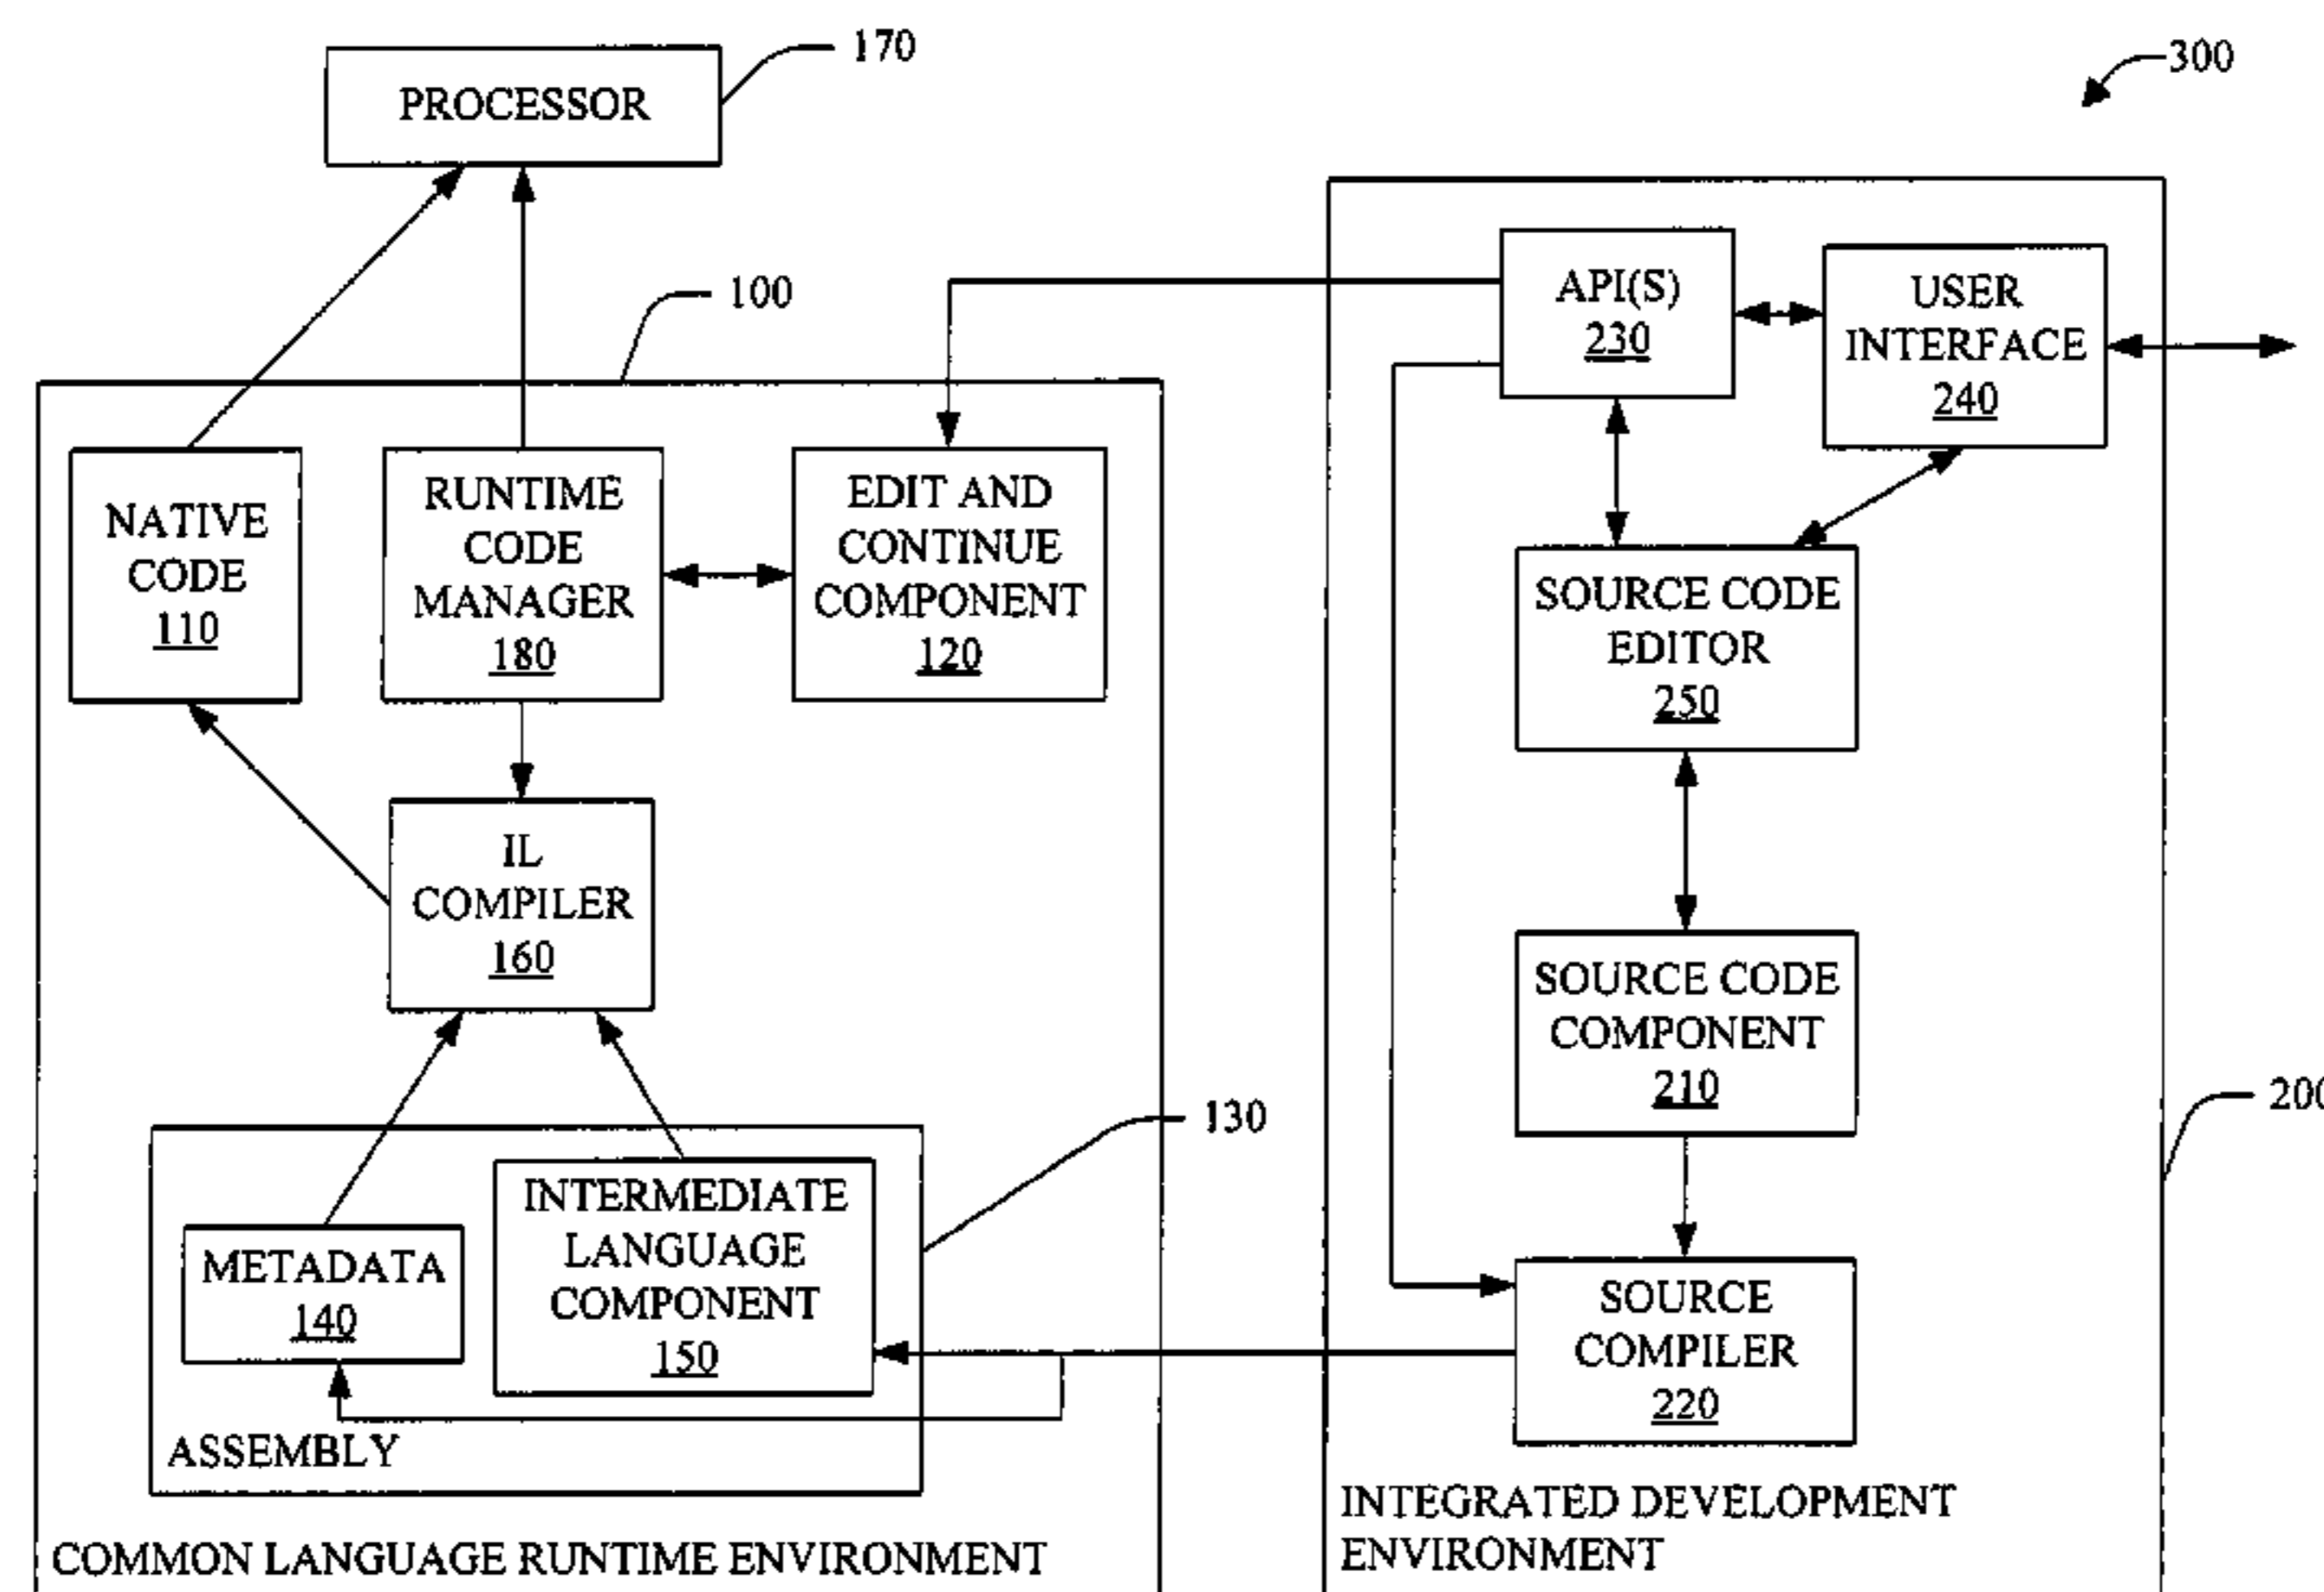 170
PROCESSOR
300
100
API(S)
230
USER
INTERFACE
240
NATIVE
CODE
110
RUNTIME
CODE
MANAGER
180
EDIT AND
CONTINUE
COMPONENT
120
SOURCE CODE
EDITOR
250
IL
COMPILER
160
SOURCE CODE
COMPONENT
210
200
130
METADATA
140
INTERMEDIATE
LANGUAGE
COMPONENT
150
SOURCE
COMPILER
220
ASSEMBLY
COMMON LANGUAGE RUNTIME ENVIRONMENT
INTEGRATED DEVELOPMENT
ENVIRONMENT